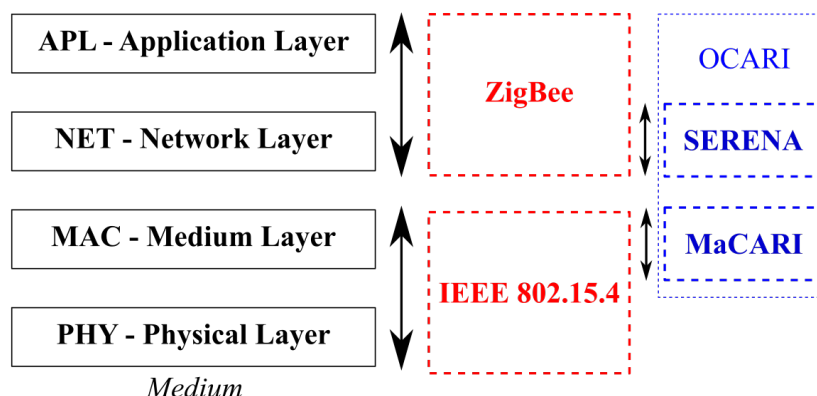 APL - Application Layer
NET - Network Layer
MAC - Medium Layer
PHY - Physical Layer
Medium
ZigBee
IEEE 802.15.4
OCARI
SERENA
MaCARI